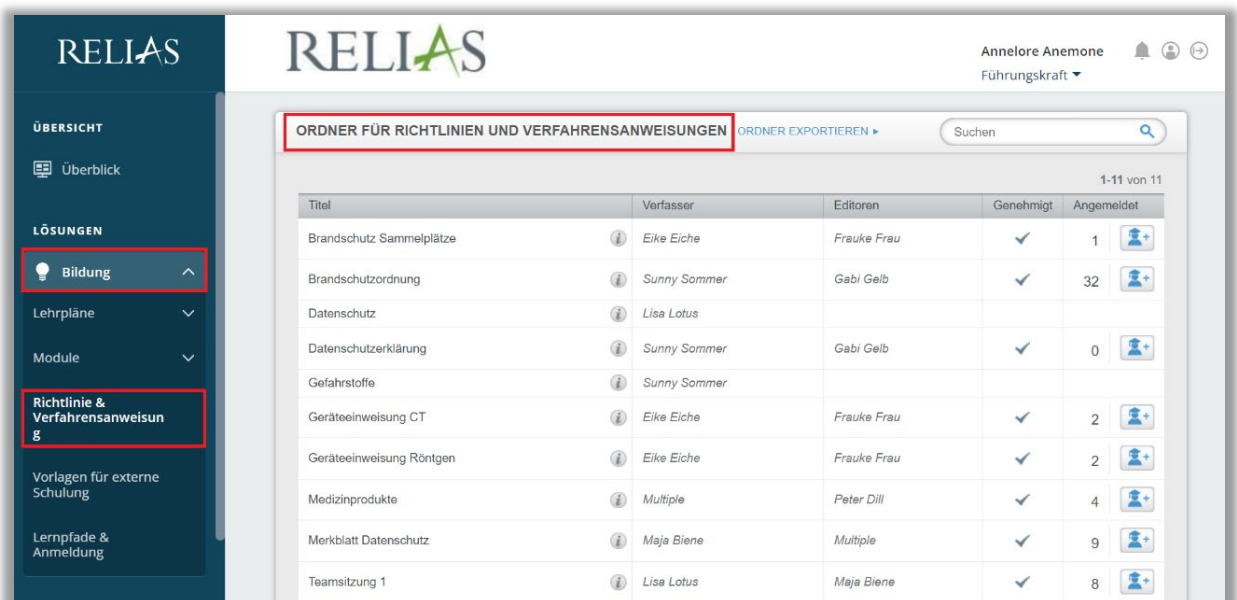 RELIAS
RELIAS
Annelore Anemone
Führungskraft
ÜBERSICHT
Überblick
LÖSUNGEN
Bildung
Lehrpläne
Module
Richtlinie &
Verfahrensanweisun
g
Vorlagen für externe
Schulung
Lernpfade &
Anmeldung
ORDNER FÜR RICHTLINIEN UND VERFAHRENSANWEISUNGEN ORDNER EXPORTIEREN Suchen
1-11 von 11
Titel Verfasser Editoren Genehmigt Angemeldet
Brandschutz Sammelplätze Eike Eiche Frauke Frau 1
Brandschutzordnung Sunny Sommer Gabi Gelb 32
Datenschutz Lisa Lotus
Datenschutzerklärung Sunny Sommer Gabi Gelb 0
Gefahrstoffe Sunny Sommer
Geräteeinweisung CT Eike Eiche Frauke Frau 2
Geräteeinweisung Röntgen Eike Eiche Frauke Frau 2
Medizinprodukte Multiple Peter Dill 4
Merkblatt Datenschutz Maja Biene Multiple 9
Teamsitzung 1 Lisa Lotus Maja Biene 8